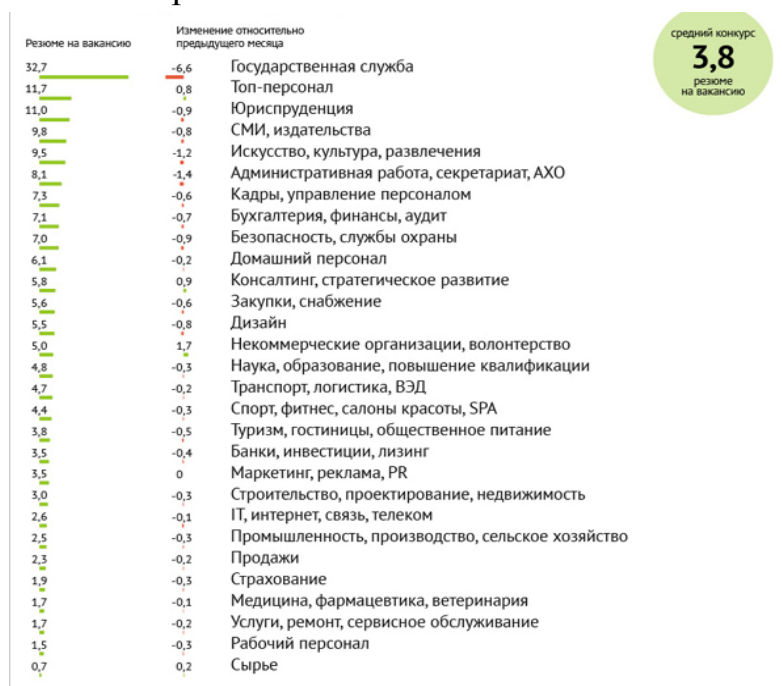 Резюме на вакансию
Изменение относительно
предыдущего месяца
средний конкурс
3,8
резюме
на вакансию
32,7 -6,6 Государственная служба
11,7 0,8 Топ-персонал
11,0 -0,9 Юриспруденция
9,8 -0,8 СМИ, издательства
9,5 -1,2 Искусство, культура, развлечения
8,1 -1,4 Административная работа, секретариат, АХО
7,3 -0,6 Кадры, управление персоналом
7,1 -0,7 Бухгалтерия, финансы, аудит
7,0 -0,9 Безопасность, службы охраны
6,1 -0,2 Домашний персонал
5,8 0,9 Консалтинг, стратегическое развитие
5,6 -0,6 Закупки, снабжение
5,5 -0,8 Дизайн
5,0 1,7 Некоммерческие организации, волонтерство
4,8 -0,3 Наука, образование, повышение квалификации
4,7 -0,2 Транспорт, логистика, ВЭД
4,4 -0,3 Спорт, фитнес, салоны красоты, SPA
3,8 -0,5 Туризм, гостиницы, общественное питание
3,5 -0,4 Банки, инвестиции, лизинг
3,5 0 Маркетинг, реклама, PR
3,0 -0,3 Строительство, проектирование, недвижимость
2,6 -0,1 IT, интернет, связь, телеком
2,5 -0,3 Промышленность, производство, сельское хозяйство
2,3 -0,2 Продажи
1,9 -0,3 Страхование
1,7 -0,1 Медицина, фармацевтика, ветеринария
1,7 -0,2 Услуги, ремонт, сервисное обслуживание
1,5 -0,3 Рабочий персонал
0,7 0,2 Сырье